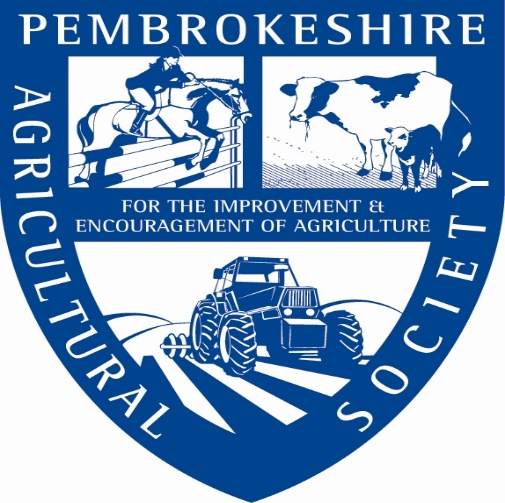 PEMBROKESHIRE
AGRICULTURAL
SOCIETY
FOR THE IMPROVEMENT &
ENCOURAGEMENT OF AGRICULTURE